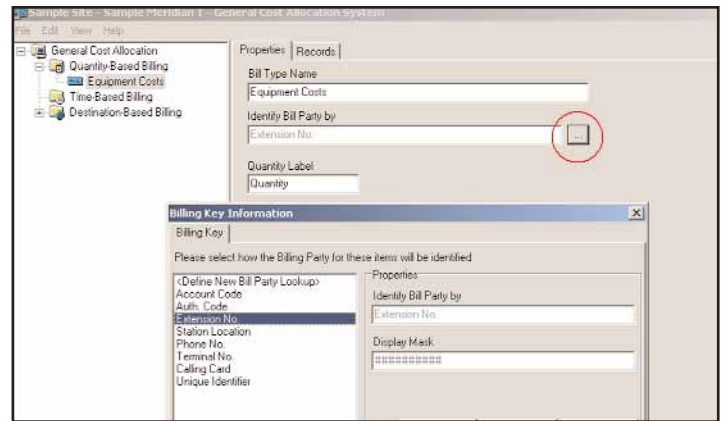 Sample Site - Sample Meridian 1 - General Cost Allocation System
File Edit View Help
General Cost Allocation
Quantity-Based Billing
Equipment Costs
Time-Based Billing
Destination-Based Billing
Properties Records
Bill Type Name
Equipment Costs
Identify Bill Party by
Extension No.
...
Quantity Label
Quantity
Billing Key Information
Billing Key
Please select how the Billing Party for these items will be identified
<Define New Bill Party Lookup>
Account Code
Auth. Code
Extension No.
Station Location
Phone No.
Terminal No.
Calling Card
Unique Identifier
Properties
Identify Bill Party by
Extension No.
Display Mask
##########